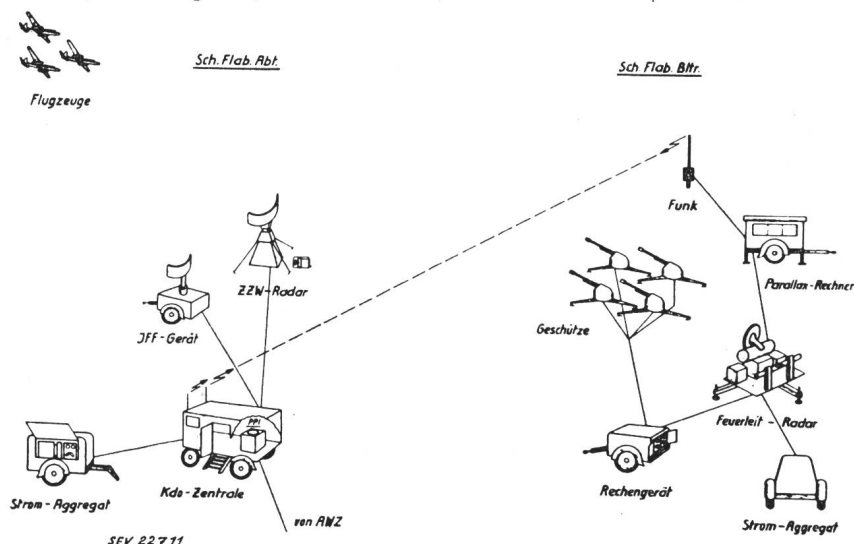 Sch. Flab. Abt.
Sch. Flab. Bttr.
Flugzeuge
Funk
ZZW-Radar
Parallax-Rechner
JFF-Gerät
Geschütze
PPI
Feuerleit-Radar
Strom-Aggregat
Kdo-Zentrale
Rechengerät
von AWZ
Strom-Aggregat
SEV 22711